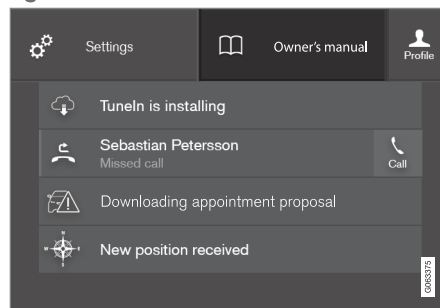 Settings
Owner's manual
Profile
TuneIn is installing
Sebastian Petersson
Missed call
Call
Downloading appointment proposal
New position received
G063375